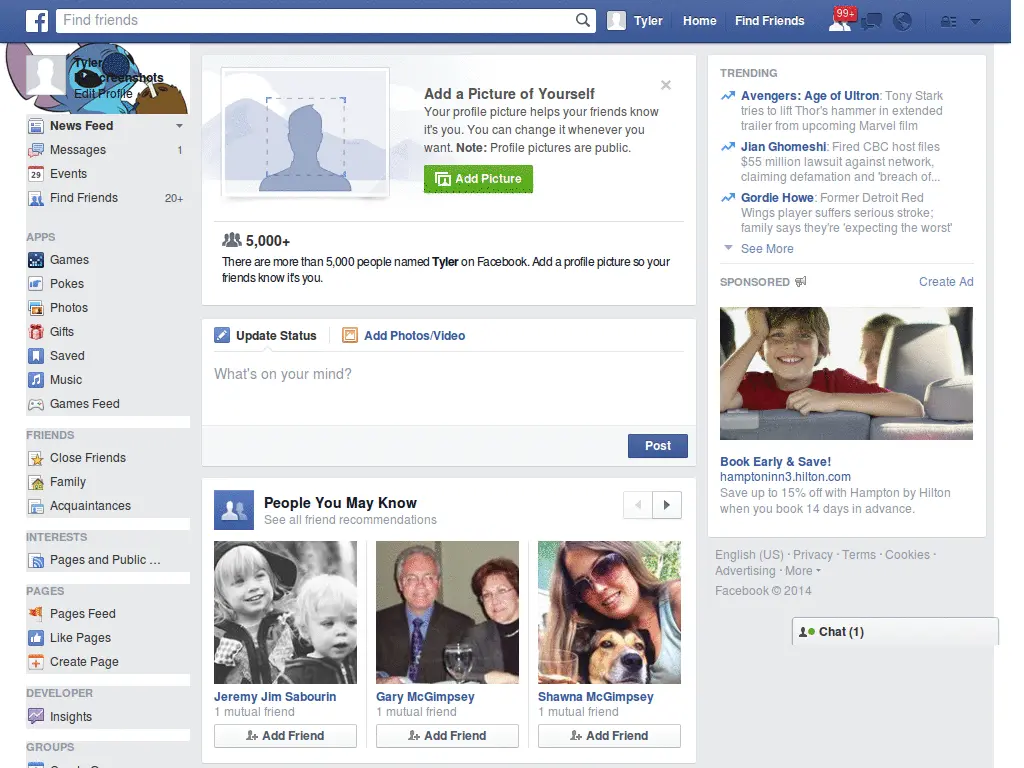 Find friends
Tyler
Home
Find Friends
99+
Tyler
Screenshots
Edit Profile
News Feed
Messages 1
Events
Find Friends 20+
APPS
Games
Pokes
Photos
Gifts
Saved
Music
Games Feed
FRIENDS
Close Friends
Family
Acquaintances
INTERESTS
Pages and Public ...
PAGES
Pages Feed
Like Pages
Create Page
DEVELOPER
Insights
GROUPS
Add a Picture of Yourself
Your profile picture helps your friends know
it's you. You can change it whenever you
want. Note: Profile pictures are public.
Add Picture
5,000+
There are more than 5,000 people named Tyler on Facebook. Add a profile picture so your
friends know it's you.
Update Status
Add Photos/Video
What's on your mind?
Post
People You May Know
See all friend recommendations
Jeremy Jim Sabourin
1 mutual friend
Add Friend
Gary McGimpsey
1 mutual friend
Add Friend
Shawna McGimpsey
1 mutual friend
Add Friend
TRENDING
Avengers: Age of Ultron: Tony Stark
tries to lift Thor's hammer in extended
trailer from upcoming Marvel film
Jian Ghomeshi: Fired CBC host files
$55 million lawsuit against network,
claiming defamation and 'breach of...
Gordie Howe: Former Detroit Red
Wings player suffers serious stroke;
family says they're 'expecting the worst'
See More
SPONSORED
Create Ad
Book Early & Save!
hamptoninn3.hilton.com
Save up to 15% off with Hampton by Hilton
when you book 14 days in advance.
English (US) · Privacy · Terms · Cookies ·
Advertising · More
Facebook © 2014
Chat (1)